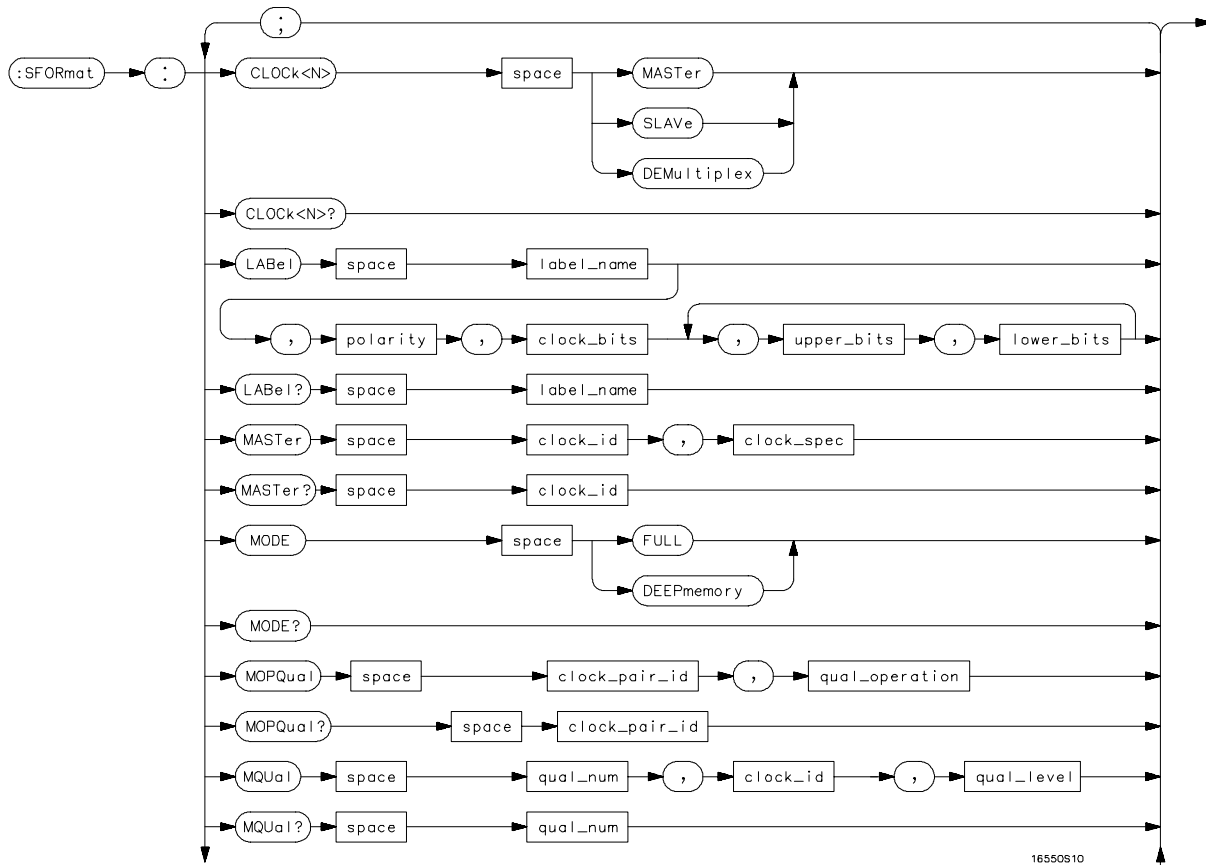 ;
:SFORmat : CLOCk<N> space MASTer
SLAVe
DEMultiplex
CLOCk<N>?
LABel space label_name
, polarity , clock_bits , upper_bits , lower_bits
LABel? space label_name
MASTer space clock_id , clock_spec
MASTer? space clock_id
MODE space FULL
DEEPmemory
MODE?
MOPQual space clock_pair_id , qual_operation
MOPQual? space clock_pair_id
MQUal space qual_num , clock_id , qual_level
MQUal? space qual_num
16550S10